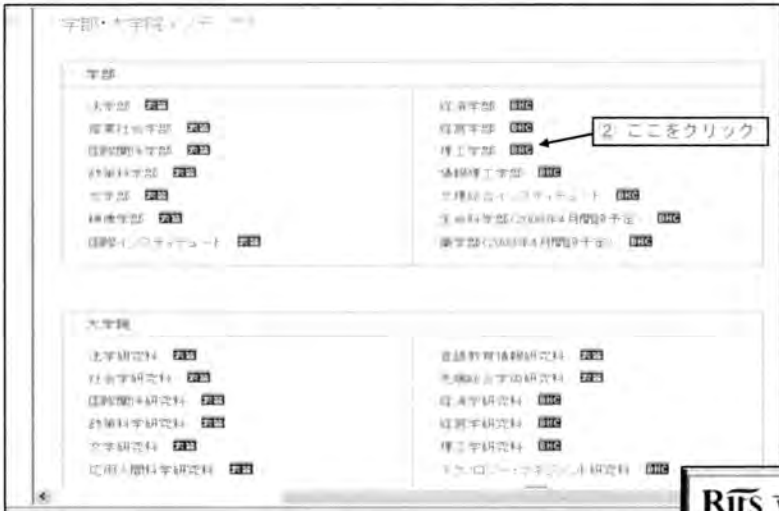 学部・大学院
学部
法学部 衣笠
産業社会学部 衣笠
国際関係学部 衣笠
政策科学部 衣笠
文学部 衣笠
映像学部 衣笠
国際インスティテュート 衣笠
経済学部 BKC
経営学部 BKC
理工学部 BKC
2: ここをクリック
情報理工学部 BKC
文理総合インスティテュート BKC
生命科学部(2008年4月開設予定) BKC
薬学部(2008年4月開設予定) BKC
大学院
法学研究科 衣笠
社会学研究科 衣笠
国際関係研究科 衣笠
政策科学研究科 衣笠
文学研究科 衣笠
応用人間科学研究科 衣笠
言語教育情報研究科 衣笠
先端総合学術研究科 衣笠
経済学研究科 BKC
経営学研究科 BKC
理工学研究科 BKC
テクノロジー・マネジメント研究科 BKC